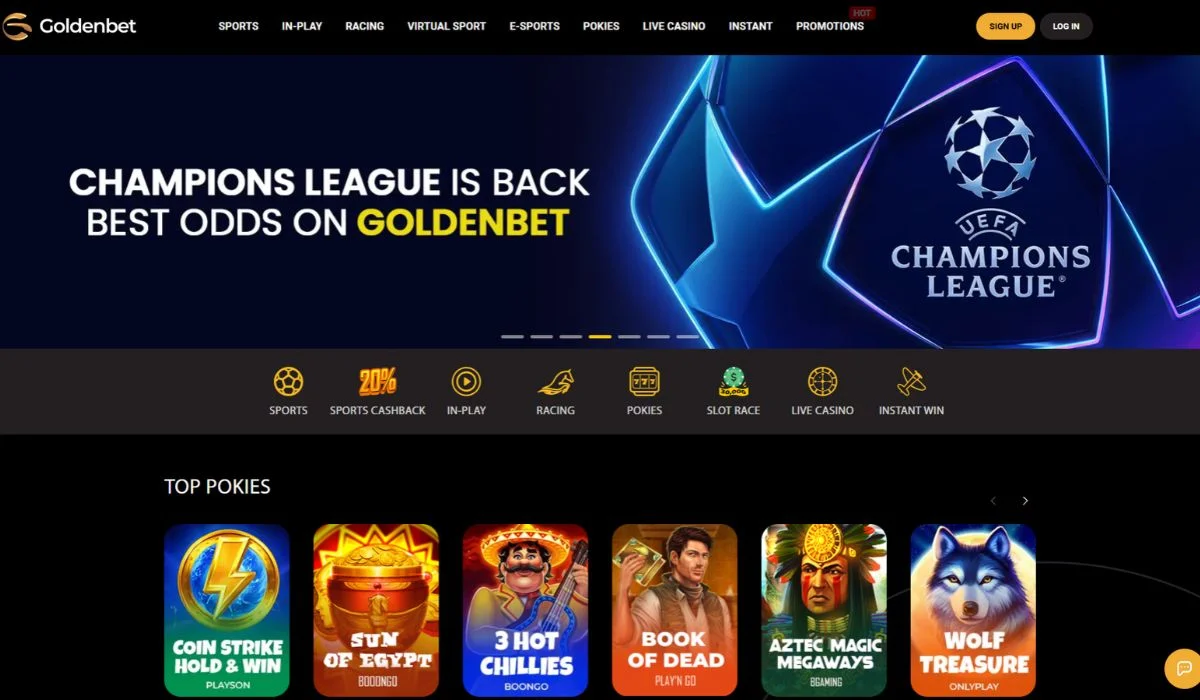 Goldenbet
SPORTS
IN-PLAY
RACING
VIRTUAL SPORT
E-SPORTS
POKIES
LIVE CASINO
INSTANT
PROMOTIONS
HOT
SIGN UP
LOG IN
CHAMPIONS LEAGUE IS BACK
BEST ODDS ON GOLDENBET
UEFA
CHAMPIONS
LEAGUE®
SPORTS
20%
SPORTS CASHBACK
IN-PLAY
RACING
777
POKIES
$
20,000
SLOT RACE
LIVE CASINO
INSTANT WIN
TOP POKIES
COIN STRIKE
HOLD & WIN
PLAYSON
SUN
OF EGYPT
BOOONGO
3 HOT
CHILLIES
BOONGO
BOOK
OF DEAD
PLAY'N GO
AZTEC MAGIC
MEGAWAYS
BGAMING
WOLF
TREASURE
ONLYPLAY